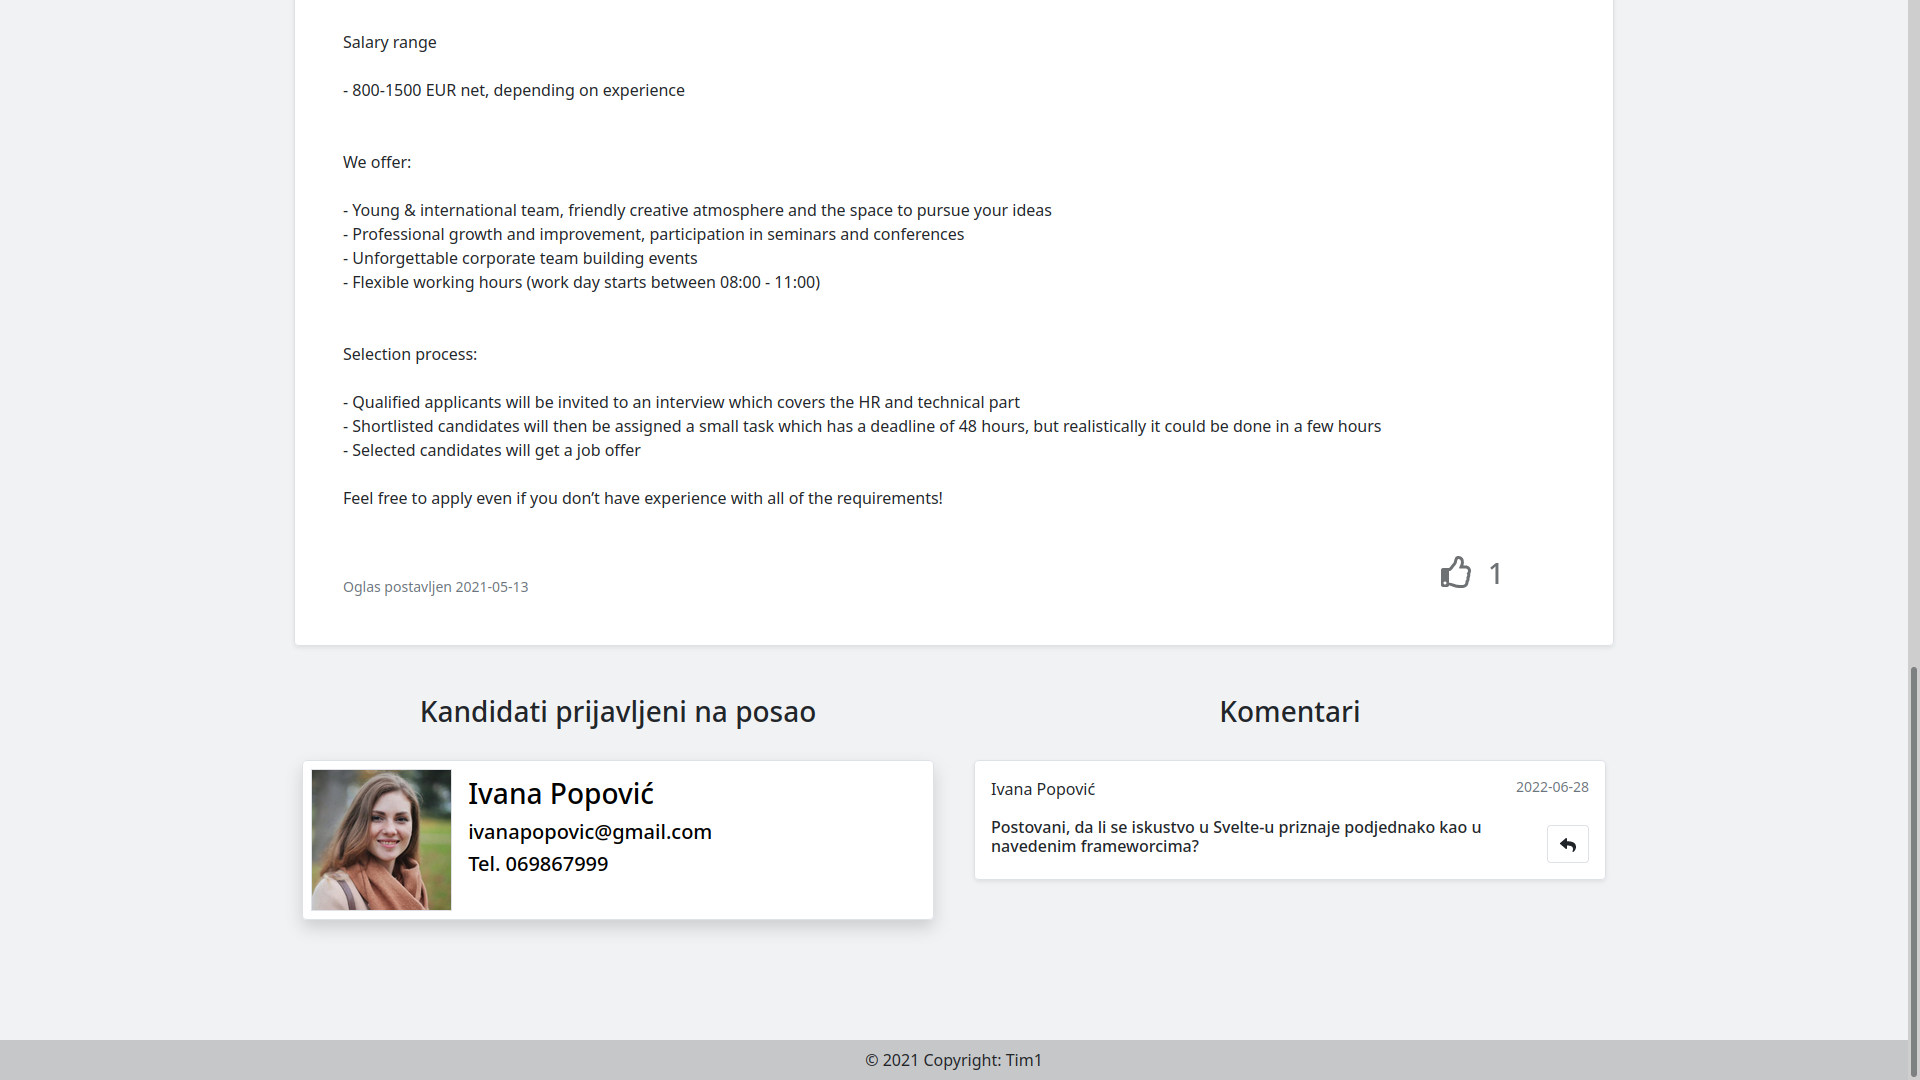 Salary range
- 800-1500 EUR net, depending on experience
We offer:
- Young & international team, friendly creative atmosphere and the space to pursue your ideas
- Professional growth and improvement, participation in seminars and conferences
- Unforgettable corporate team building events
- Flexible working hours (work day starts between 08:00 - 11:00)
Selection process:
- Qualified applicants will be invited to an interview which covers the HR and technical part
- Shortlisted candidates will then be assigned a small task which has a deadline of 48 hours, but realistically it could be done in a few hours
- Selected candidates will get a job offer
Feel free to apply even if you don’t have experience with all of the requirements!
Oglas postavljen 2021-05-13
1
Kandidati prijavljeni na posao
Ivana Popović
ivanapopovic@gmail.com
Tel. 069867999
Komentari
Ivana Popović
2022-06-28
Postovani, da li se iskustvo u Svelte-u priznaje podjednako kao u
navedenim frameworcima?
© 2021 Copyright: Tim1